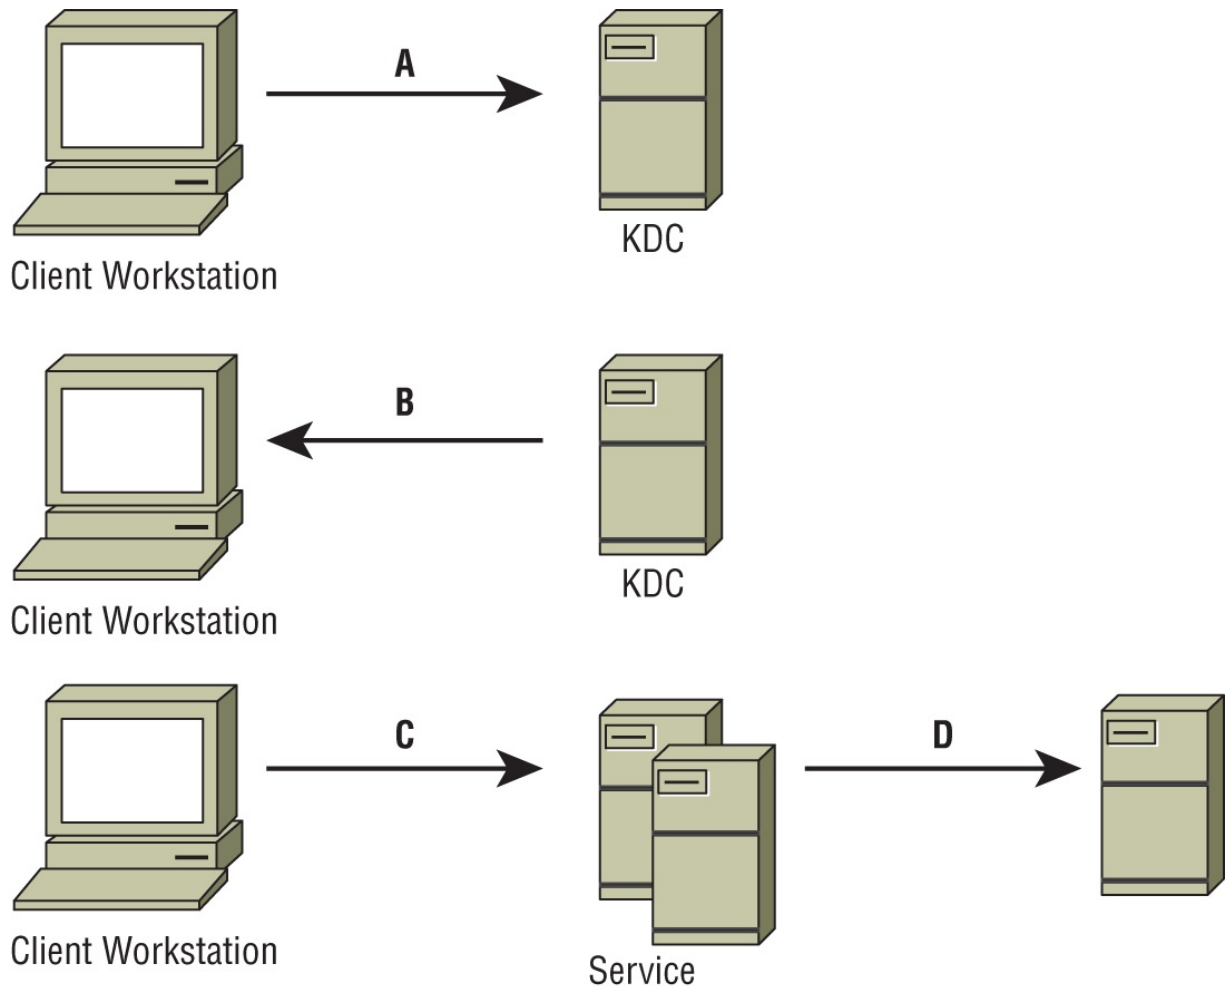 A
KDC
Client Workstation
B
KDC
Client Workstation
C
D
Client Workstation
Service